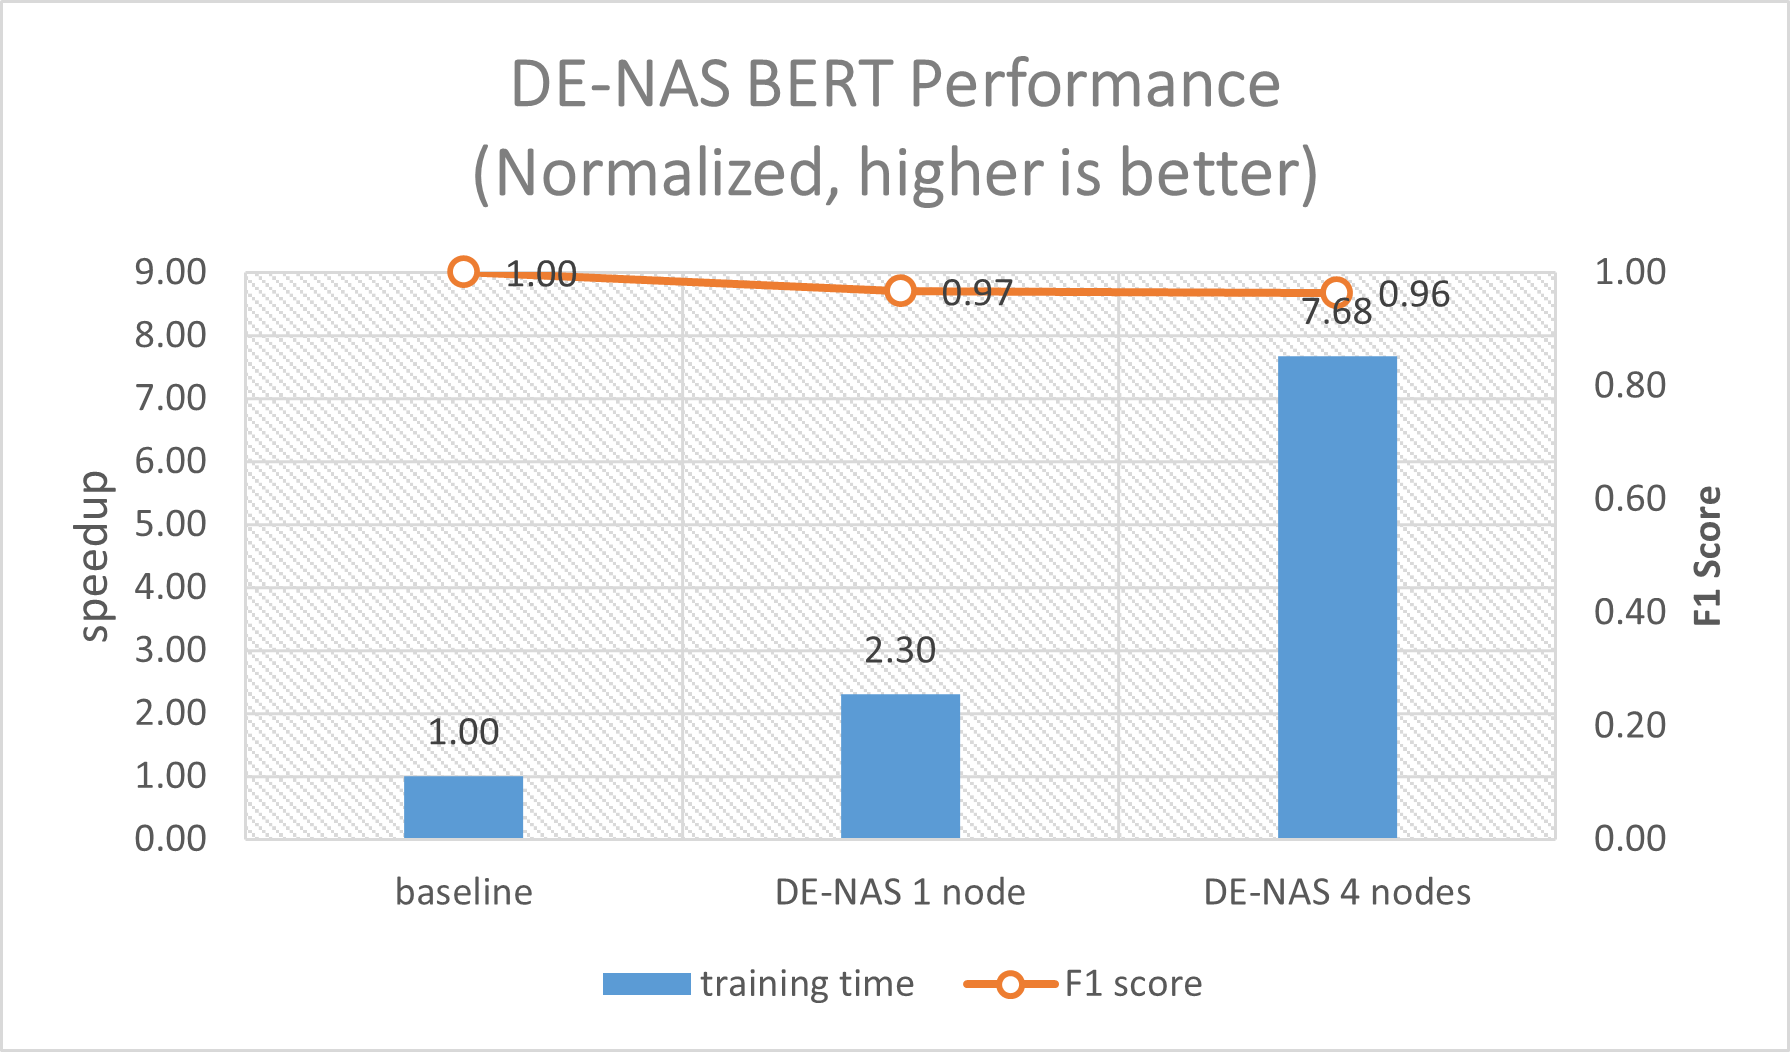 DE-NAS BERT Performance
(Normalized, higher is better)
9.00
8.00
7.00
6.00
5.00
4.00
3.00
2.00
1.00
0.00
speedup
1.00
0.97
0.96
1.00
2.30
7.68
1.00
0.80
0.60
0.40
0.20
0.00
F1 Score
baseline
DE-NAS 1 node
DE-NAS 4 nodes
training time
F1 score